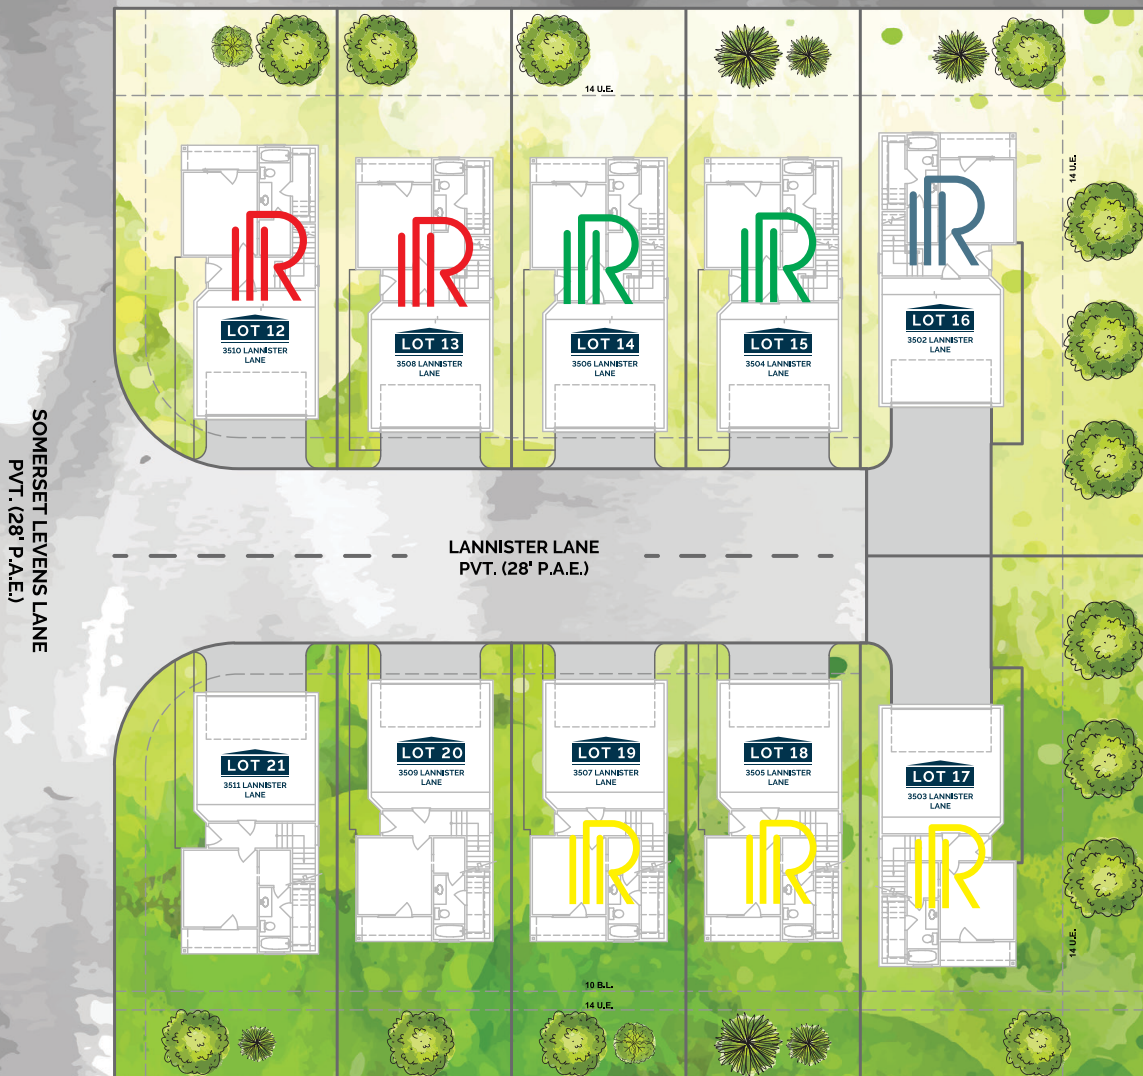 14 U.E.
14 U.E.
LOT 12
3510 LANNISTER
LANE
LOT 13
3508 LANNISTER
LANE
LOT 14
3506 LANNISTER
LANE
LOT 15
3504 LANNISTER
LANE
LOT 16
3502 LANNISTER
LANE
SOMERSET LEVENS LANE
PVT. (28' P.A.E.)
LANNISTER LANE
PVT. (28' P.A.E.)
LOT 21
3511 LANNISTER
LANE
LOT 20
3509 LANNISTER
LANE
LOT 19
3507 LANNISTER
LANE
LOT 18
3505 LANNISTER
LANE
LOT 17
3503 LANNISTER
LANE
14 U.E.
10 B.L.
14 U.E.